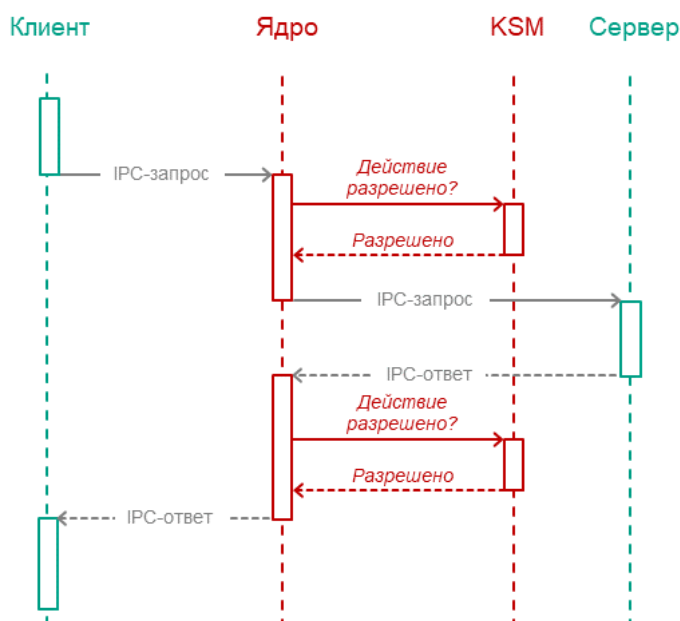 Клиент
Ядро
KSM
Сервер
IPC-запрос
Действие
разрешено?
Разрешено
IPC-запрос
IPC-ответ
Действие
разрешено?
Разрешено
IPC-ответ